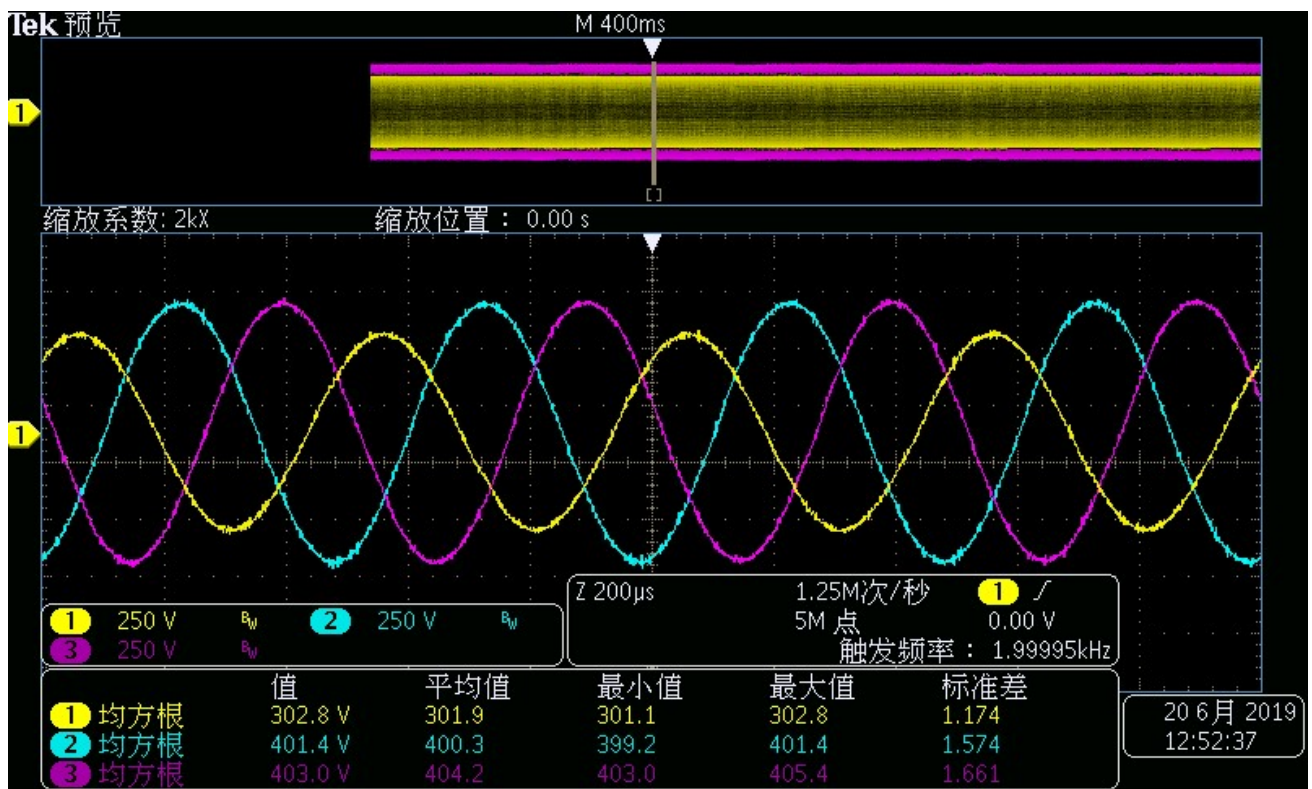 Tek 预览 M 400ms
1
[]
缩放系数: 2kX 缩放位置： 0.00 s
1
Z 200µs 1.25M次/秒 1
5M 点 0.00 V
触发频率： 1.99995kHz
1 250 V BW 2 250 V BW
3 250 V BW
值 平均值 最小值 最大值 标准差
1 均方根 302.8 V 301.9 301.1 302.8 1.174
2 均方根 401.4 V 400.3 399.2 401.4 1.574
3 均方根 403.0 V 404.2 403.0 405.4 1.661
20 6月 2019
12:52:37